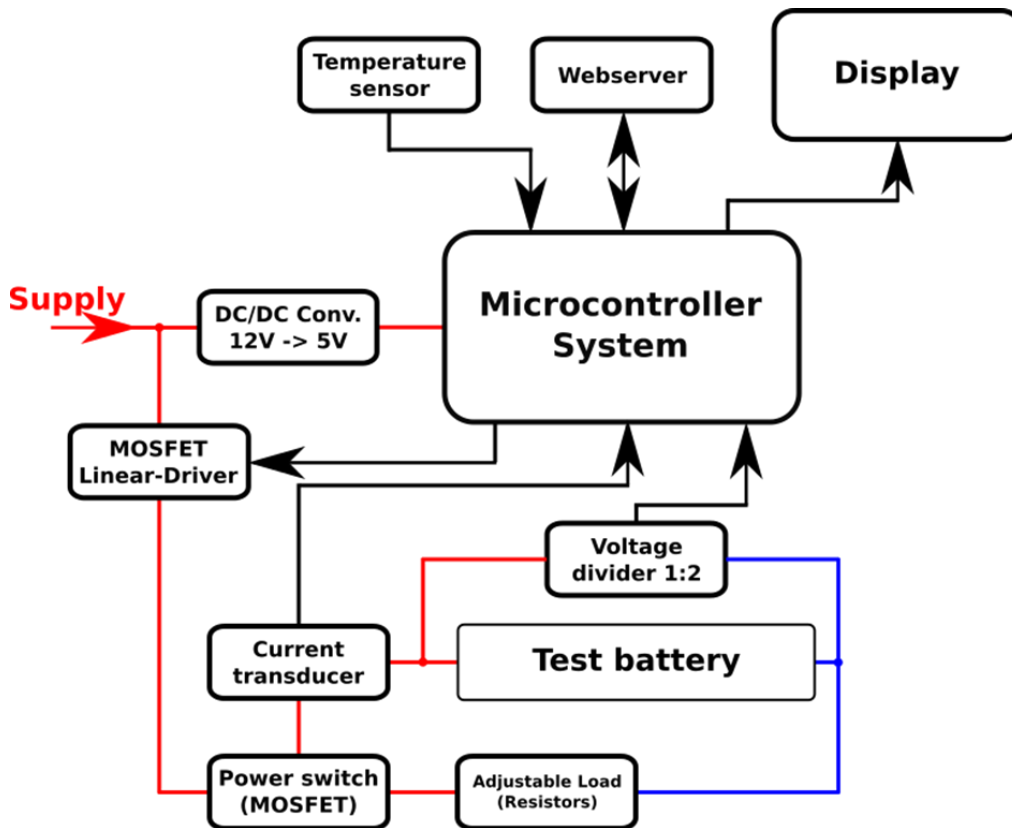 Temperature
sensor
Webserver
Display
Supply
DC/DC Conv.
12V -> 5V
Microcontroller
System
MOSFET
Linear-Driver
Voltage
divider 1:2
Current
transducer
Test battery
Power switch
(MOSFET)
Adjustable Load
(Resistors)